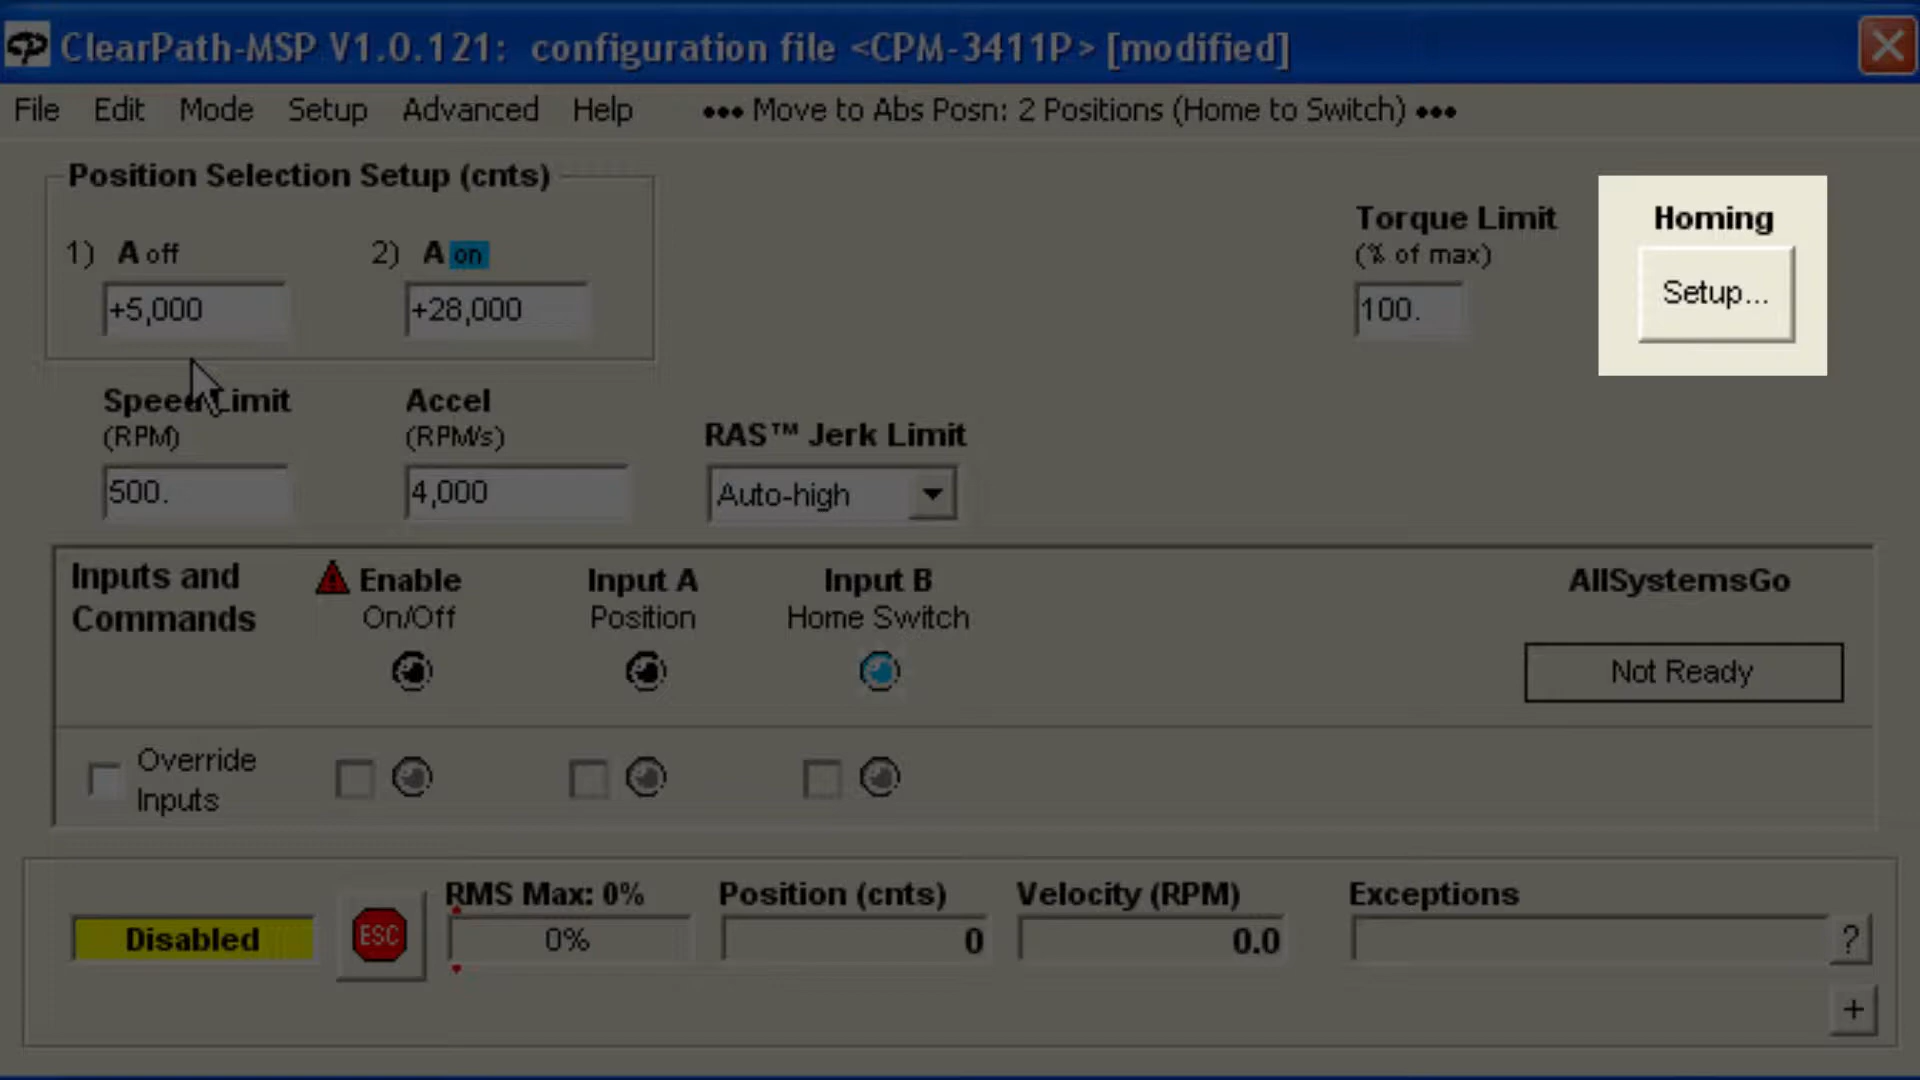 ClearPath-MSP V1.0.121: configuration file <CPM-3411P> [modified]
File Edit Mode Setup Advanced Help ●●● Move to Abs Posn: 2 Positions (Home to Switch) ●●●
Position Selection Setup (cnts)
1) A off 2) A on
+5,000 +28,000
Torque Limit
(% of max)
100.
Homing
Setup...
Speed Limit
(RPM)
500.
Accel
(RPM/s)
4,000
RAS™ Jerk Limit
Auto-high
Inputs and
Commands
Enable
On/Off
Input A
Position
Input B
Home Switch
AllSystemsGo
Not Ready
Override
Inputs
Disabled
ESC
RMS Max: 0%
0%
Position (cnts)
0
Velocity (RPM)
0.0
Exceptions
?
+